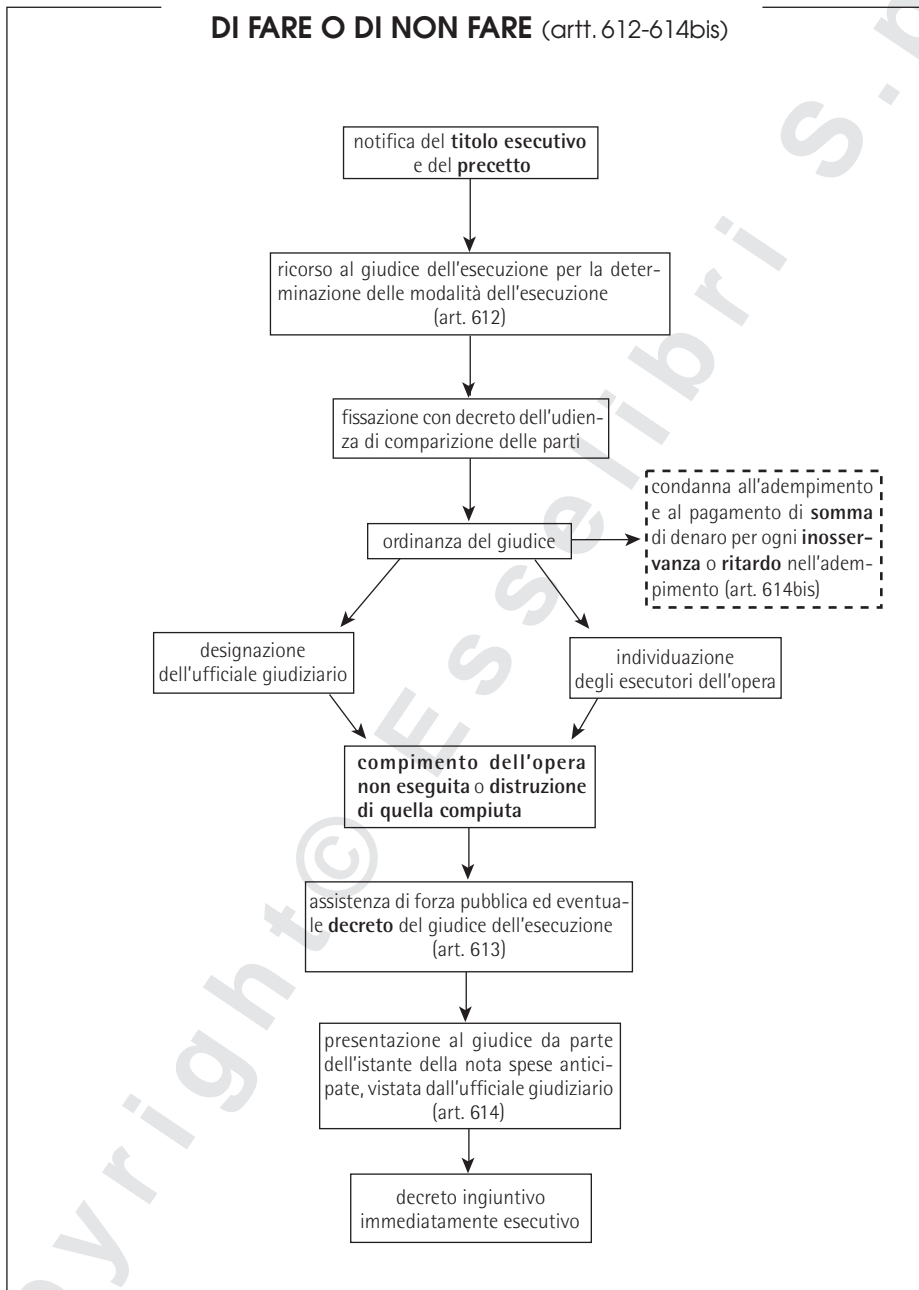 DI FARE O DI NON FARE (artt. 612-614bis)
notifica del titolo esecutivo
e del precetto
ricorso al giudice dell'esecuzione per la deter-
minazione delle modalità dell'esecuzione
(art. 612)
fissazione con decreto dell'udien-
za di comparizione delle parti
ordinanza del giudice
condanna all'adempimento
e al pagamento di somma
di denaro per ogni inosser-
vanza o ritardo nell'adem-
pimento (art. 614bis)
designazione
dell'ufficiale giudiziario
individuazione
degli esecutori dell'opera
compimento dell'opera
non eseguita o distruzione
di quella compiuta
assistenza di forza pubblica ed eventua-
le decreto del giudice dell'esecuzione
(art. 613)
presentazione al giudice da parte
dell'istante della nota spese antici-
pate, vistata dall'ufficiale giudiziario
(art. 614)
decreto ingiuntivo
immediatamente esecutivo
pyright© Esselibri S.p